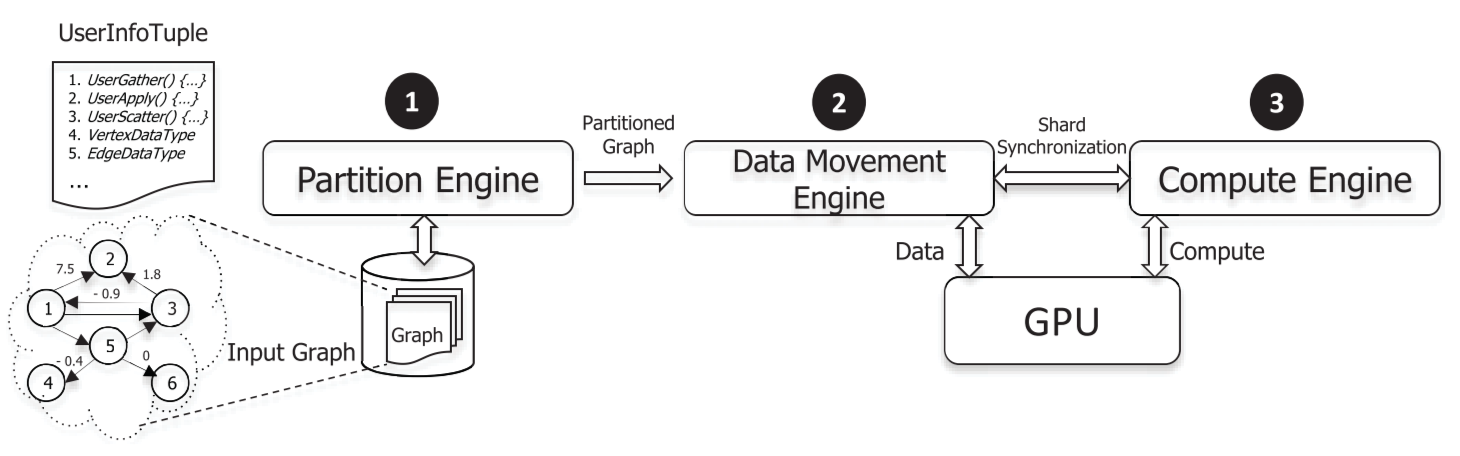 UserInfoTuple
1. UserGather() {...}
2. UserApply() {...}
3. UserScatter() {...}
4. VertexDataType
5. EdgeDataType
...
1
Partition Engine
Partitioned
Graph
2
Data Movement
Engine
Shard
Synchronization
3
Compute Engine
Data
Compute
GPU
Graph
Input Graph
2
7.5
1.8
- 0.9
1
3
5
- 0.4
0
4
6